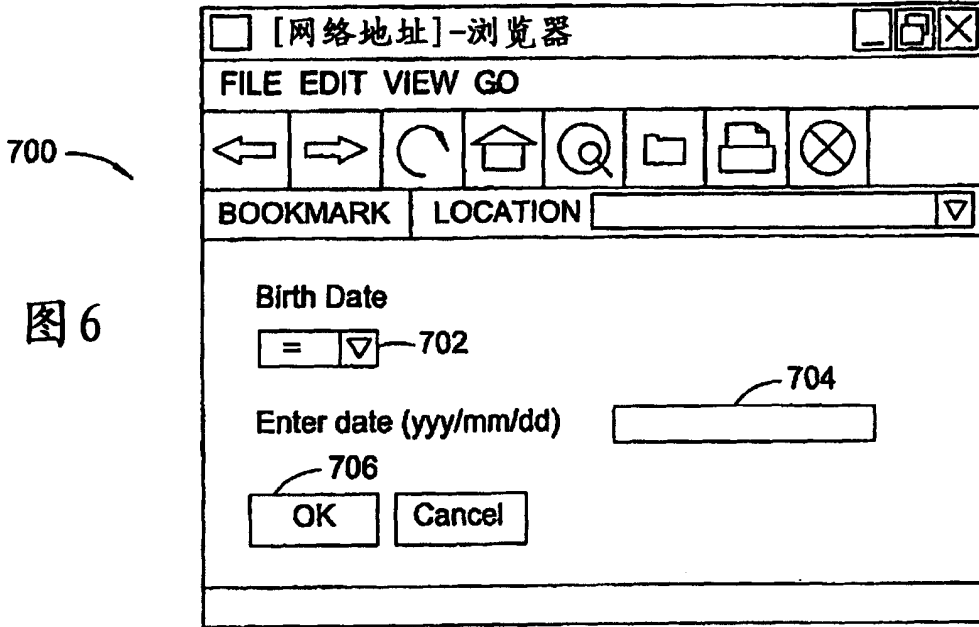 [网络地址]-浏览器
FILE EDIT VIEW GO
700
BOOKMARK LOCATION
图6
Birth Date
= 702
704
Enter date (yyy/mm/dd)
706
OK Cancel